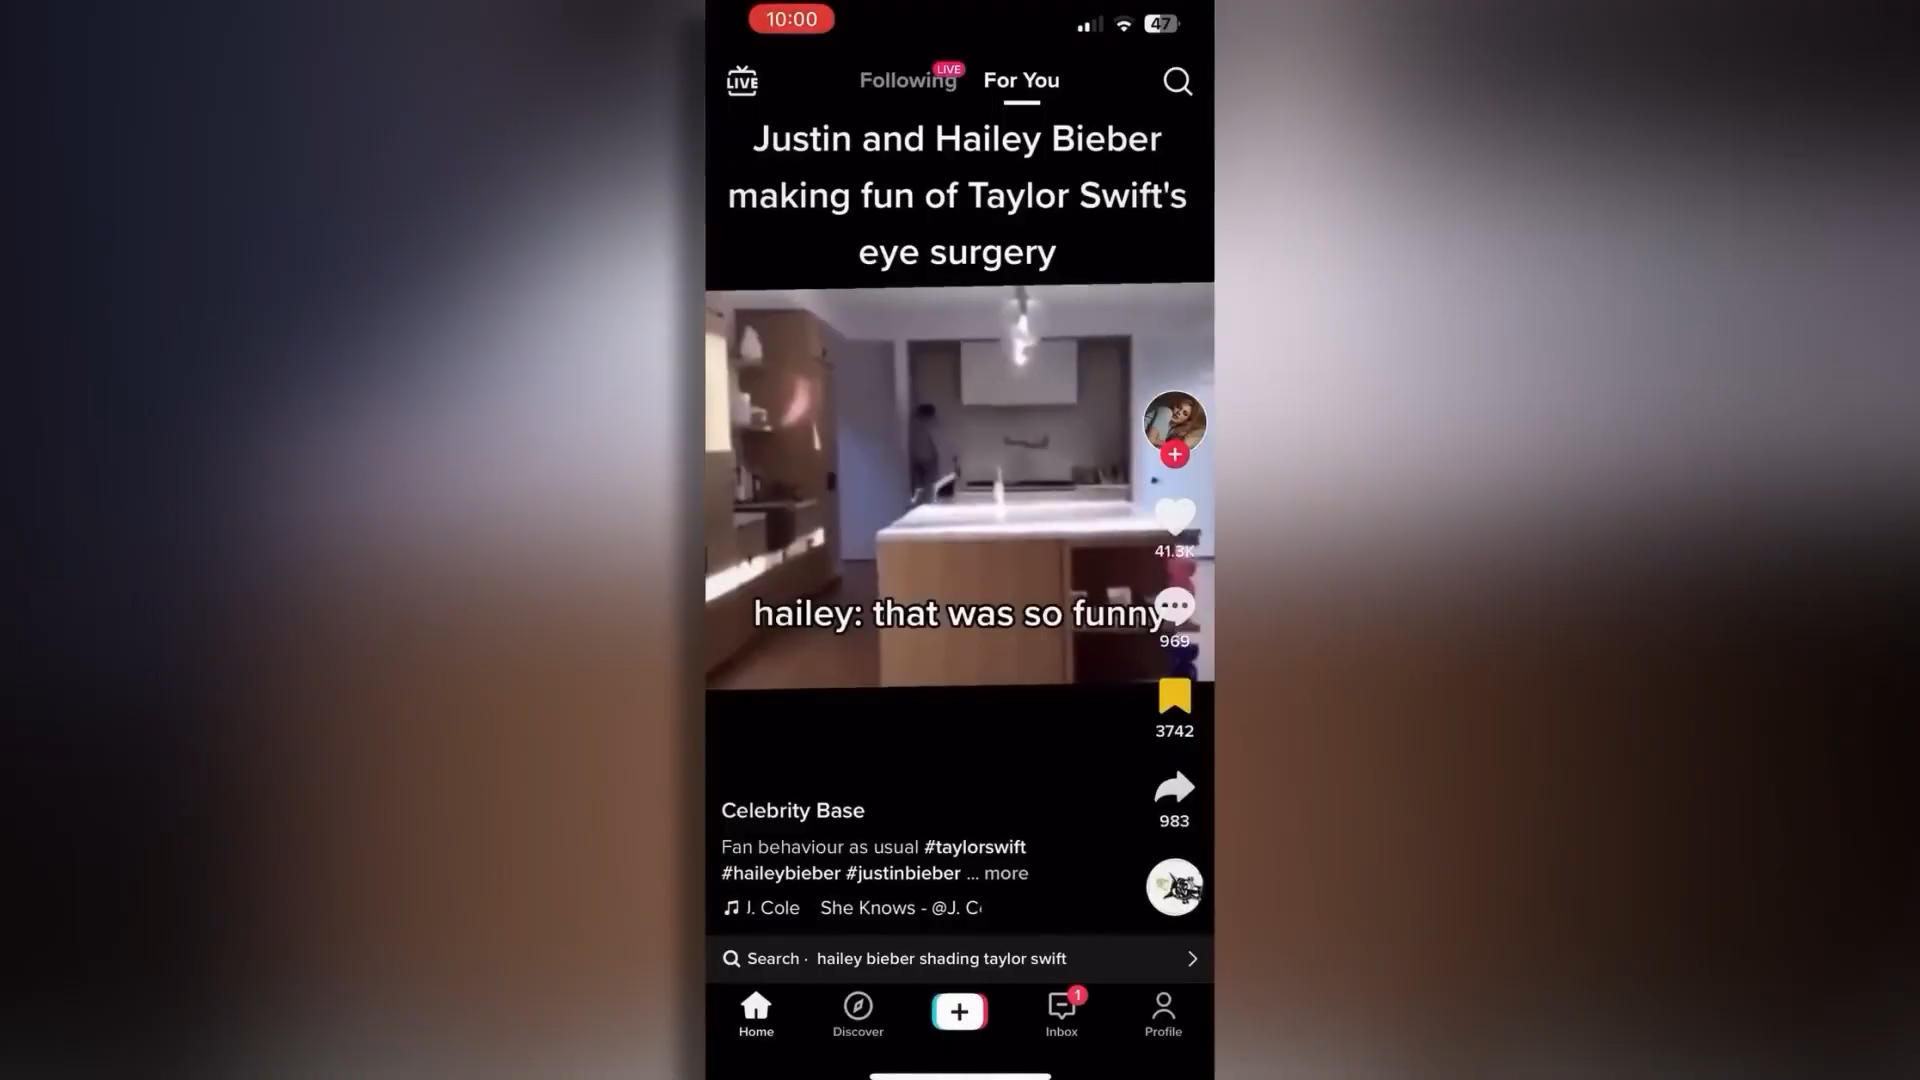 10:00
47
LIVE
Following
LIVE
For You
Justin and Hailey Bieber
making fun of Taylor Swift's
eye surgery
hailey: that was so funny
41.3K
969
3742
983
Celebrity Base
Fan behaviour as usual #taylorswift
#haileybieber #justinbieber ... more
J. Cole She Knows - @J. C
Search · hailey bieber shading taylor swift
Home
Discover
1
Inbox
Profile